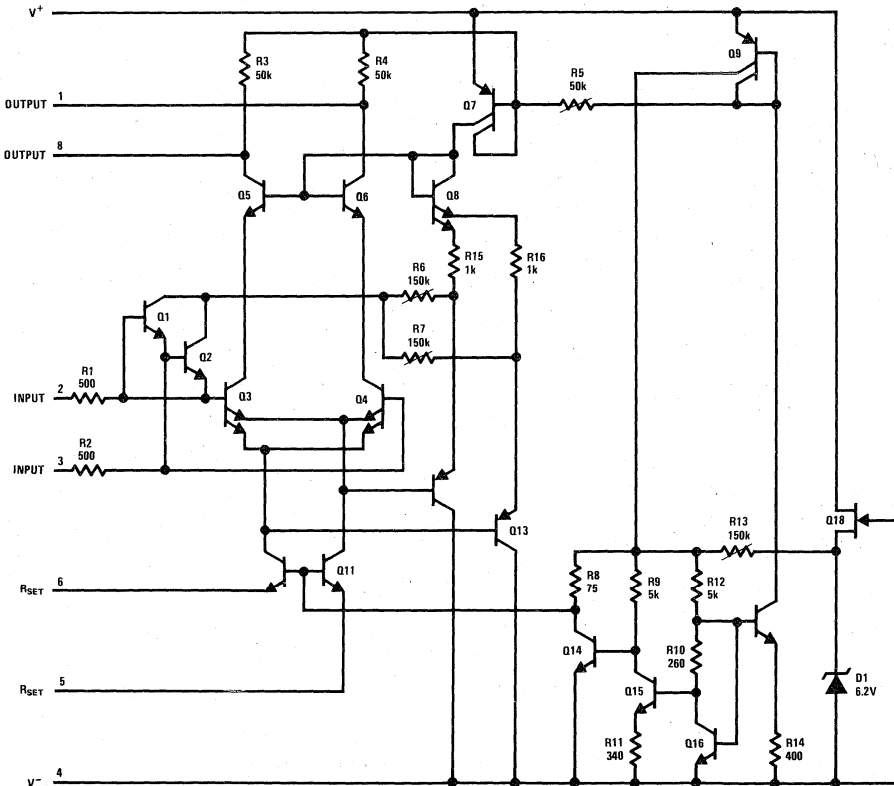 V+
R3
50k
R4
50k
Q9
R5
50k
OUTPUT 1
Q7
OUTPUT 8
Q5
Q6
Q8
R15
1k
R16
1k
R6
150k
Q1
Q2
R7
150k
R1
500
INPUT 2
Q3
Q4
R2
500
INPUT 3
Q13
R13
150k
Q18
Q11
R8
75
R9
5k
R12
5k
RSET 6
Q14
R10
260
Q15
D1
6.2V
RSET 5
R11
340
Q16
R14
400
V- 4